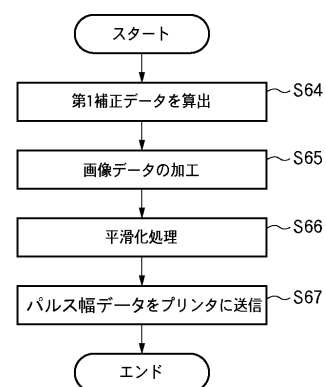 スタート
第1補正データを算出
S64
画像データの加工
S65
平滑化処理
S66
パルス幅データをプリンタに送信
S67
エンド